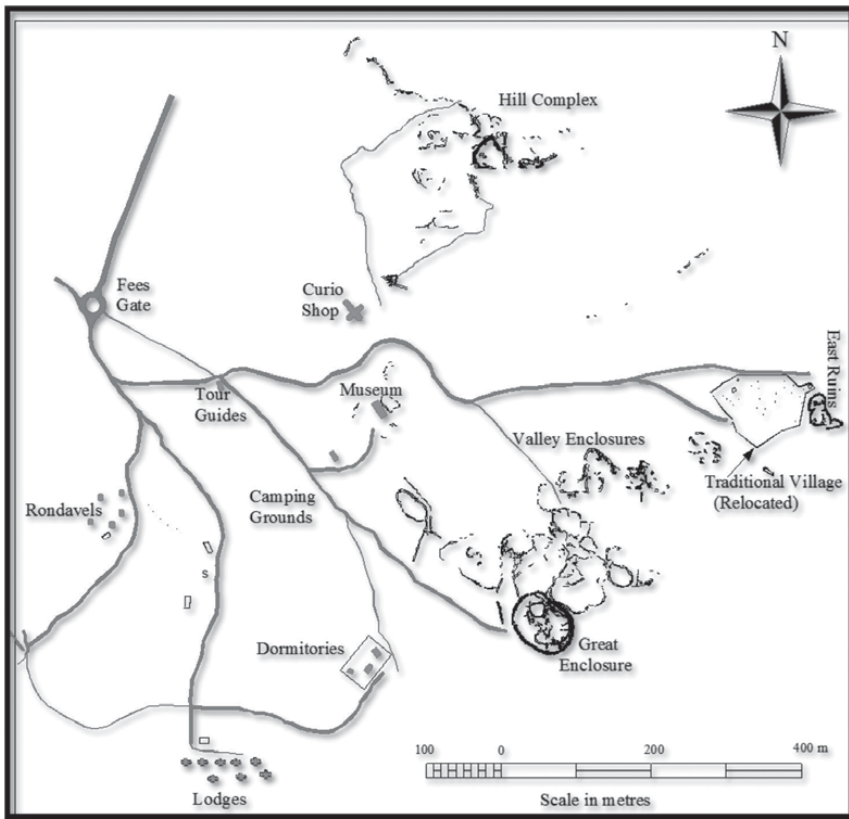 N
Hill Complex
Fees
Gate
Curio
Shop
East Ruins
Tour
Guides
Museum
Valley Enclosures
Traditional Village
(Relocated)
Rondavels
Camping
Grounds
s
Dormitories
Great
Enclosure
100 0 200 400 m
Lodges
Scale in metres